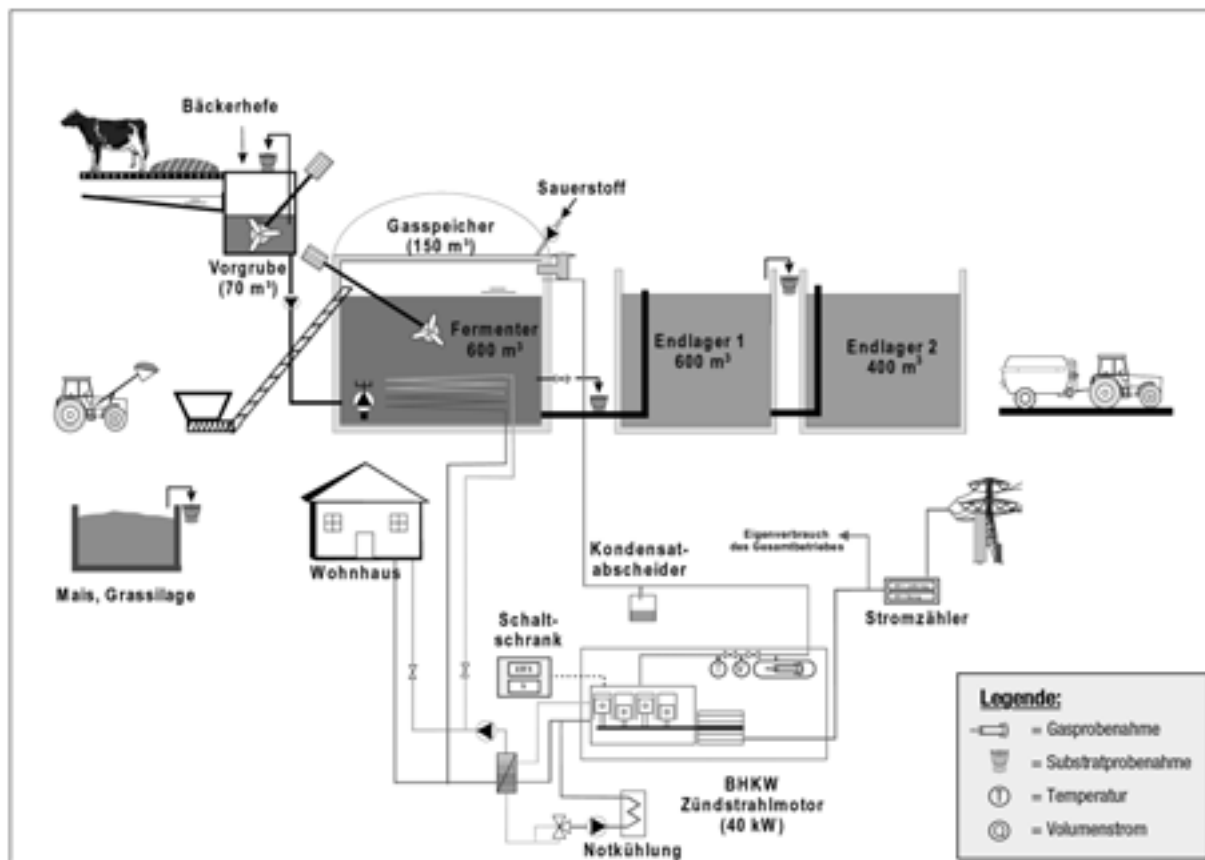 Bäckerhefe
Sauerstoff
Gasspeicher
(150 m³)
Vorgrube
(70 m³)
Fermenter
600 m³
Endlager 1
600 m³
Endlager 2
400 m³
Eigenverbrauch
des Gesamtbetriebes
Wohnhaus
Kondensat-
abscheider
Mais, Grassilage
Stromzähler
Schalt-
schrank
T
BHKW
Zündstrahlmotor
(40 kW)
Notkühlung
Legende:
= Gasprobenahme
= Substratprobenahme
T = Temperatur
= Volumenstrom